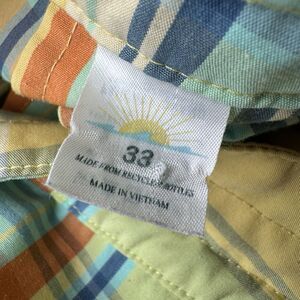 33
MADE FROM RECYCLED BOTTLES
MADE IN VIETNAM